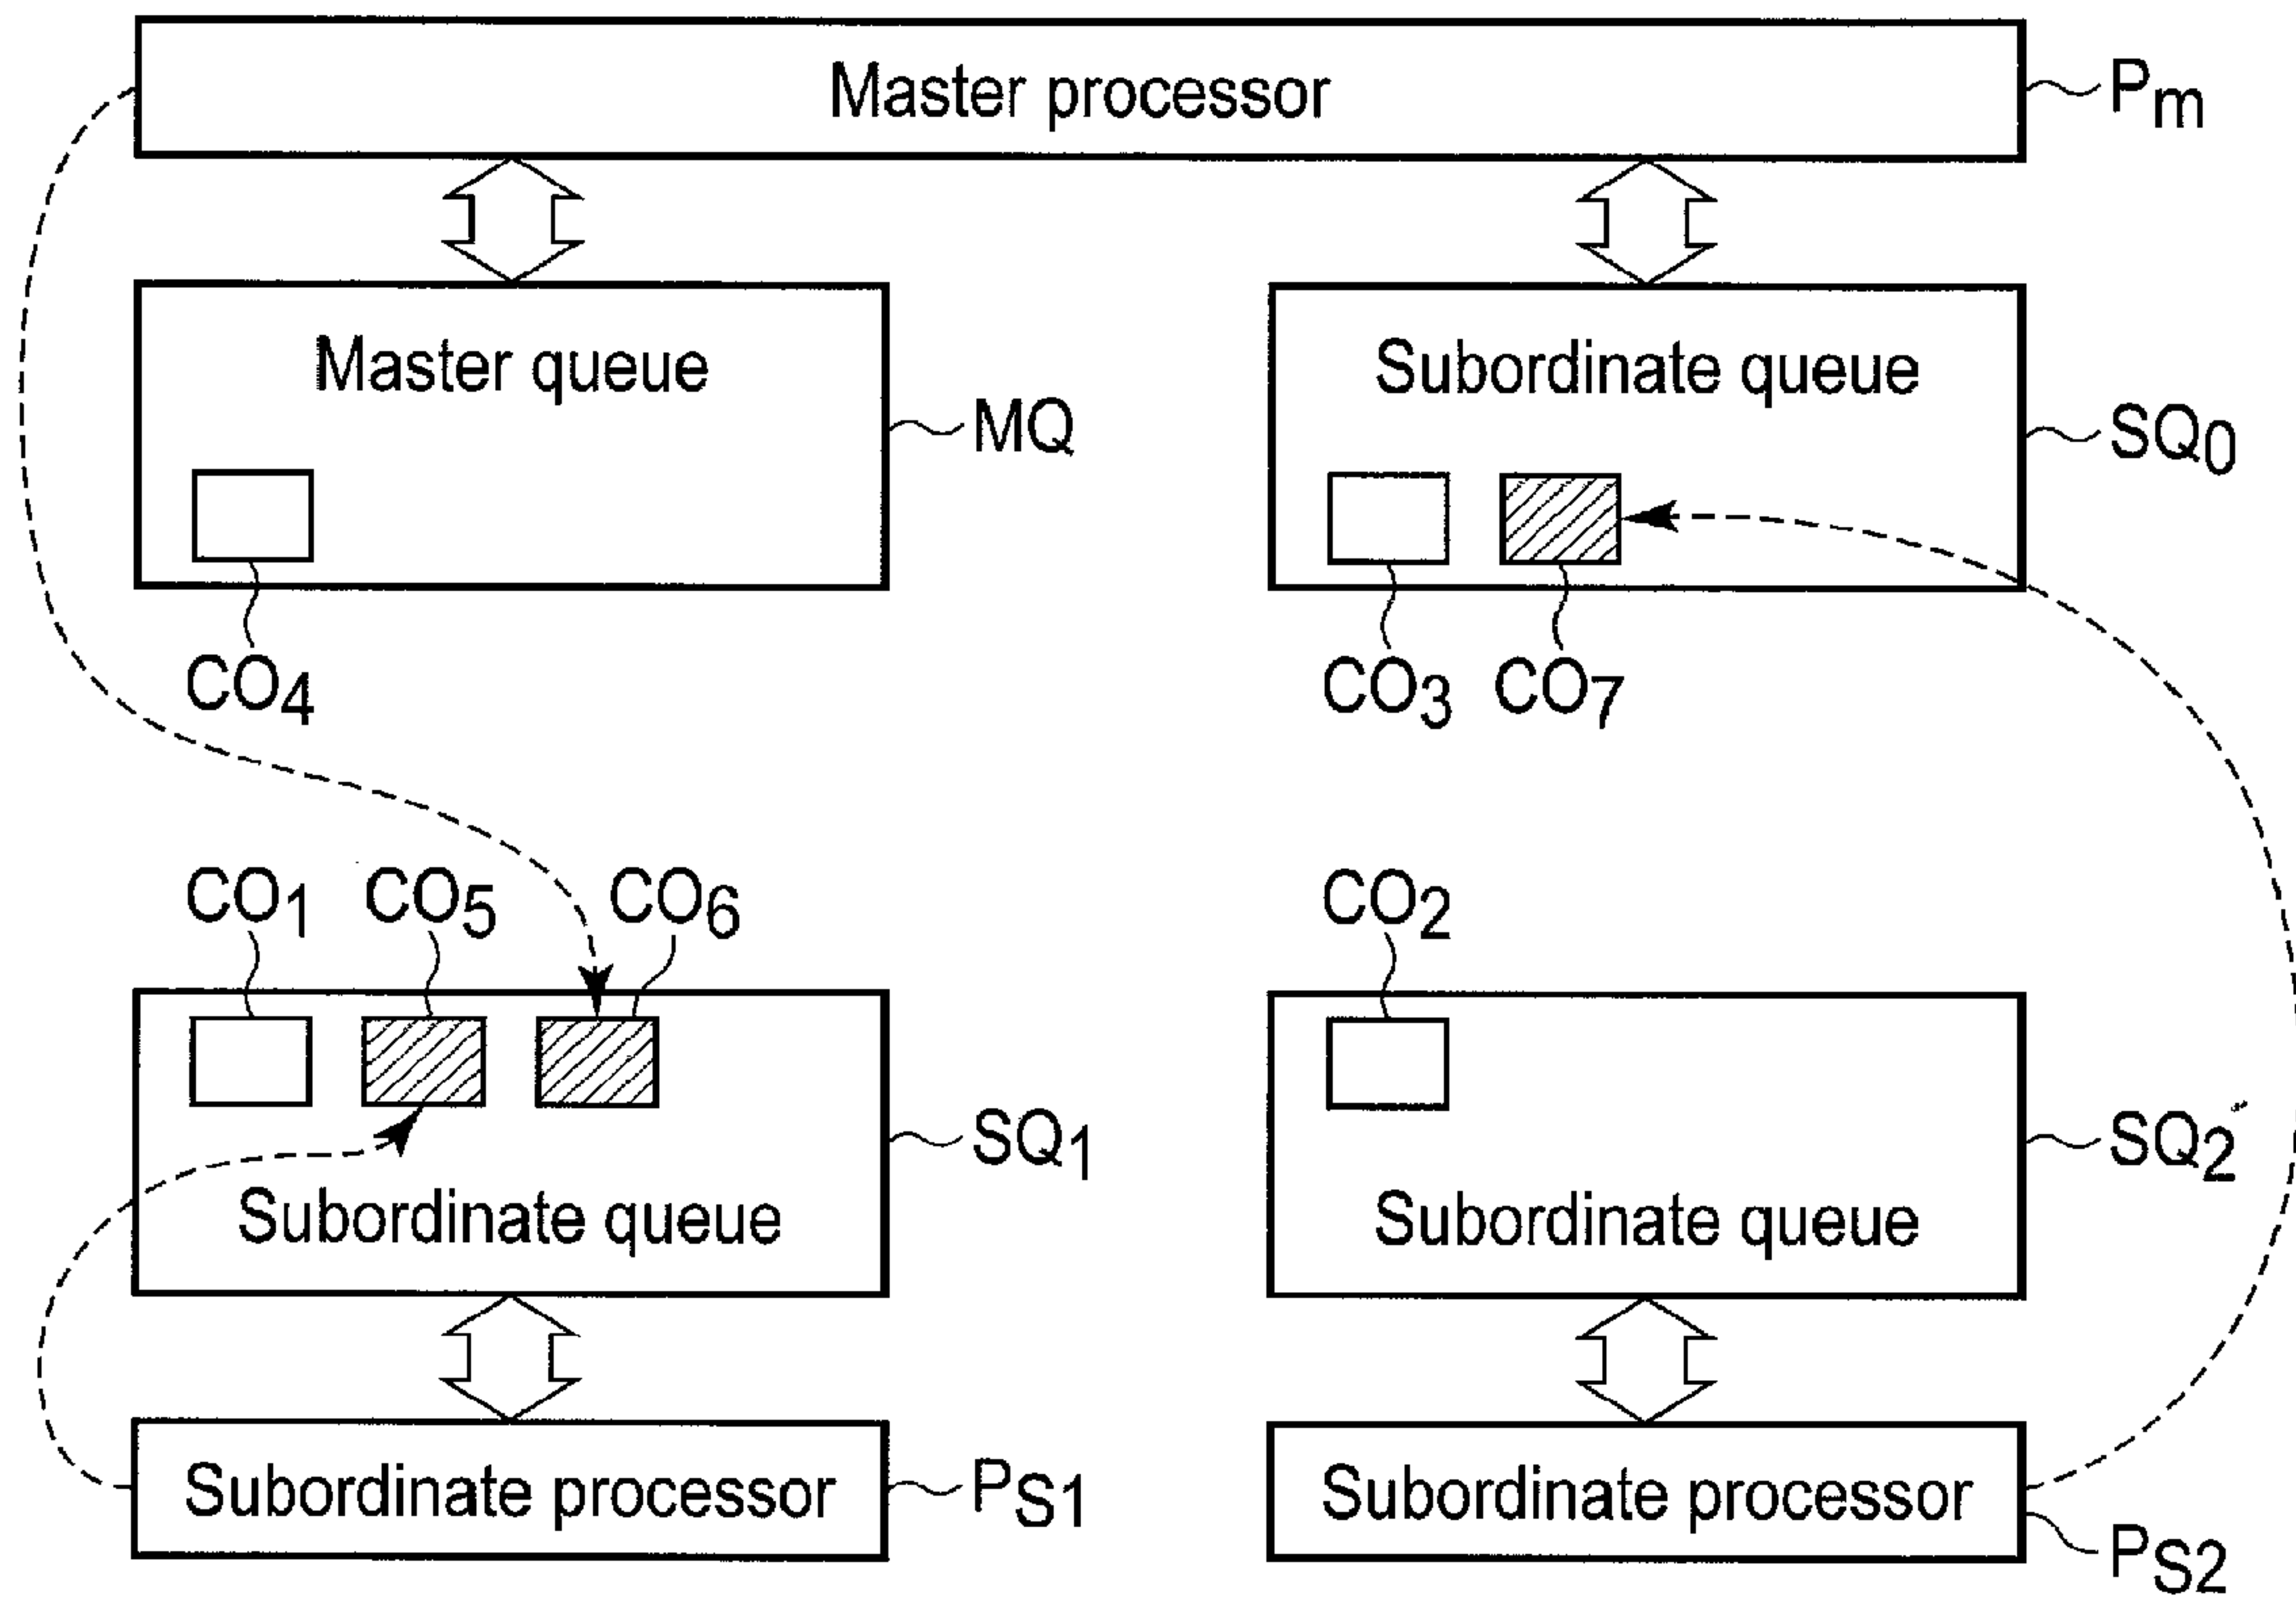 Master processor
Pm
Master queue
MQ
Subordinate queue
SQ0
CO4
CO3
CO7
CO1
CO5
CO6
CO2
SQ1
SQ2
Subordinate queue
Subordinate queue
Subordinate processor
PS1
Subordinate processor
PS2